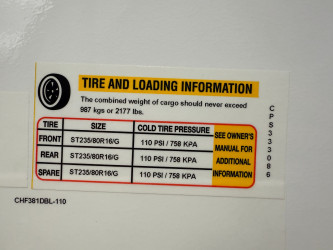 TIRE AND LOADING INFORMATION
The combined weight of cargo should never exceed
987 kgs or 2177 lbs.
TIRE SIZE COLD TIRE PRESSURE SEE OWNER'S MANUAL FOR ADDITIONAL INFORMATION
FRONT ST235/80R16/G 110 PSI / 758 KPA
REAR ST235/80R16/G 110 PSI / 758 KPA
SPARE ST235/80R16/G 110 PSI / 758 KPA
CPS333086
CHF381DBL-110